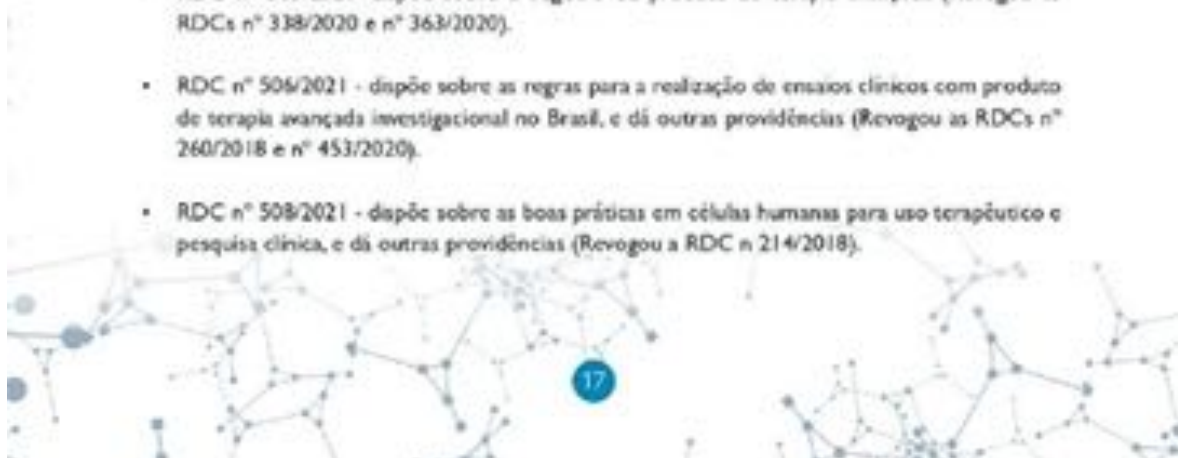 RDCs nº 338/2020 e nº 363/2020).
• RDC nº 506/2021 - dispõe sobre as regras para a realização de ensaios clínicos com produto
de terapia avançada investigacional no Brasil, e dá outras providências (Revogou as RDCs nº
260/2018 e nº 453/2020).
• RDC nº 508/2021 - dispõe sobre as boas práticas em células humanas para uso terapêutico e
pesquisa clínica, e dá outras providências (Revogou a RDC n 214/2018).
17